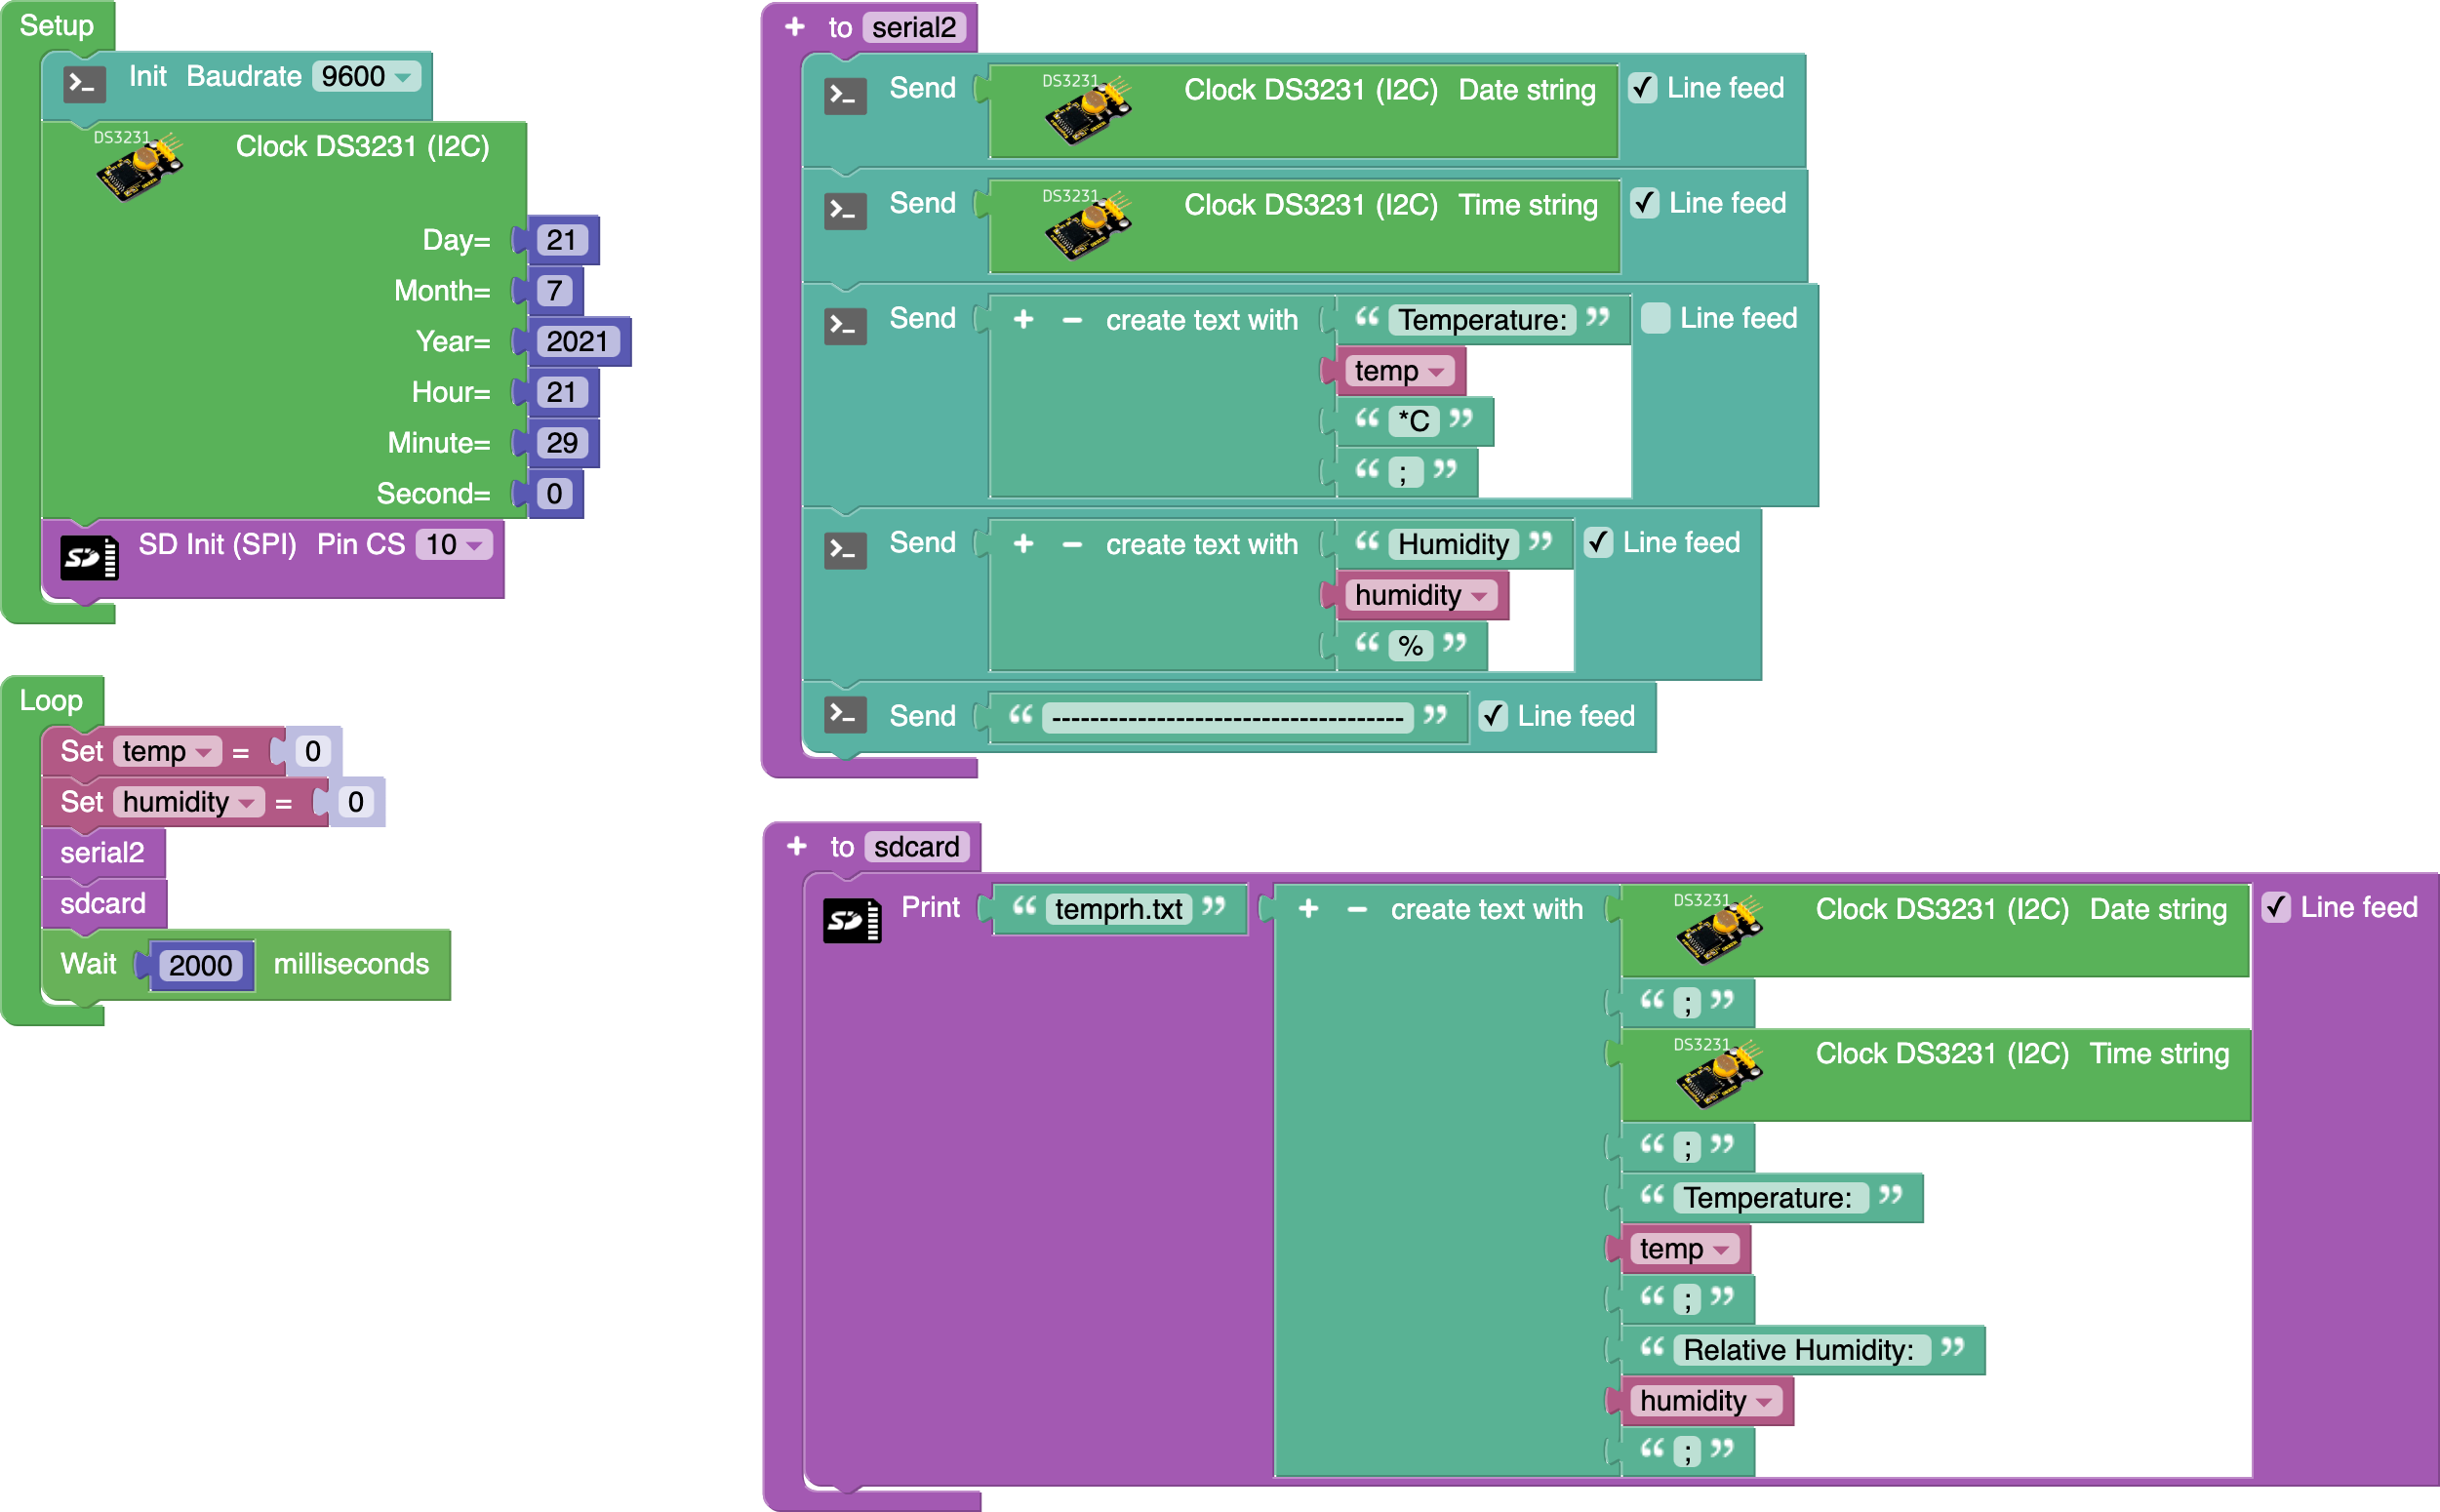 Setup
Init Baudrate 9600
DS3231 Clock DS3231 (I2C)
Day= 21
Month= 7
Year= 2021
Hour= 21
Minute= 29
Second= 0
SD SD Init (SPI) Pin CS 10
Loop
Set temp = 0
Set humidity = 0
serial2
sdcard
Wait 2000 milliseconds
+ to serial2
Send DS3231 Clock DS3231 (I2C) Date string ✓ Line feed
Send DS3231 Clock DS3231 (I2C) Time string ✓ Line feed
Send + − create text with “ Temperature: ” Line feed
temp
“ *C ”
“ ; ”
Send + − create text with “ Humidity ” ✓ Line feed
humidity
“ % ”
Send “ -------------------------------------- ” ✓ Line feed
+ to sdcard
SD Print “ temprh.txt ” + − create text with DS3231 Clock DS3231 (I2C) Date string ✓ Line feed
“ ; ”
DS3231 Clock DS3231 (I2C) Time string
“ ; ”
“ Temperature: ”
temp
“ ; ”
“ Relative Humidity: ”
humidity
“ ; ”